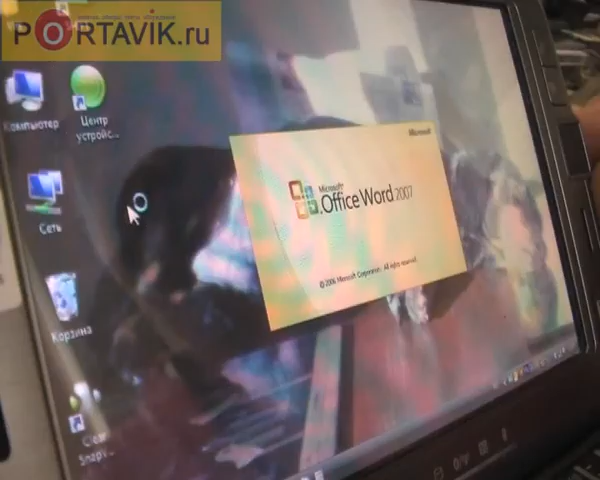 PORTAVIK.ru
Компьютер
Центр
устройс...
Сеть
Корзина
Microsoft
Microsoft
Office Word 2007
© 2006 Microsoft Corporation. All rights reserved.